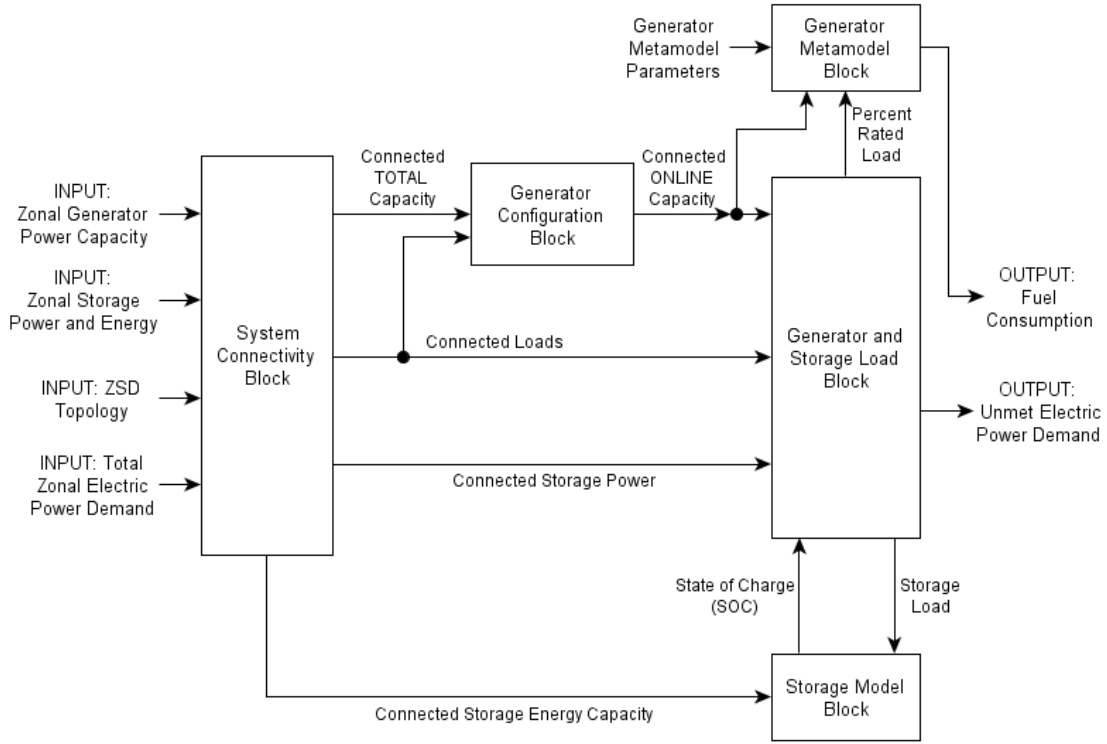 Generator
Metamodel
Parameters
Generator
Metamodel
Block
Percent
Rated
Load
Connected
TOTAL
Capacity
Connected
ONLINE
Capacity
Generator
Configuration
Block
INPUT:
Zonal Generator
Power Capacity
INPUT:
Zonal Storage
Power and Energy
INPUT: ZSD
Topology
INPUT: Total
Zonal Electric
Power Demand
System
Connectivity
Block
Connected Loads
Generator and
Storage Load
Block
OUTPUT:
Fuel
Consumption
OUTPUT:
Unmet Electric
Power Demand
Connected Storage Power
State of Charge
(SOC)
Storage
Load
Storage Model
Block
Connected Storage Energy Capacity